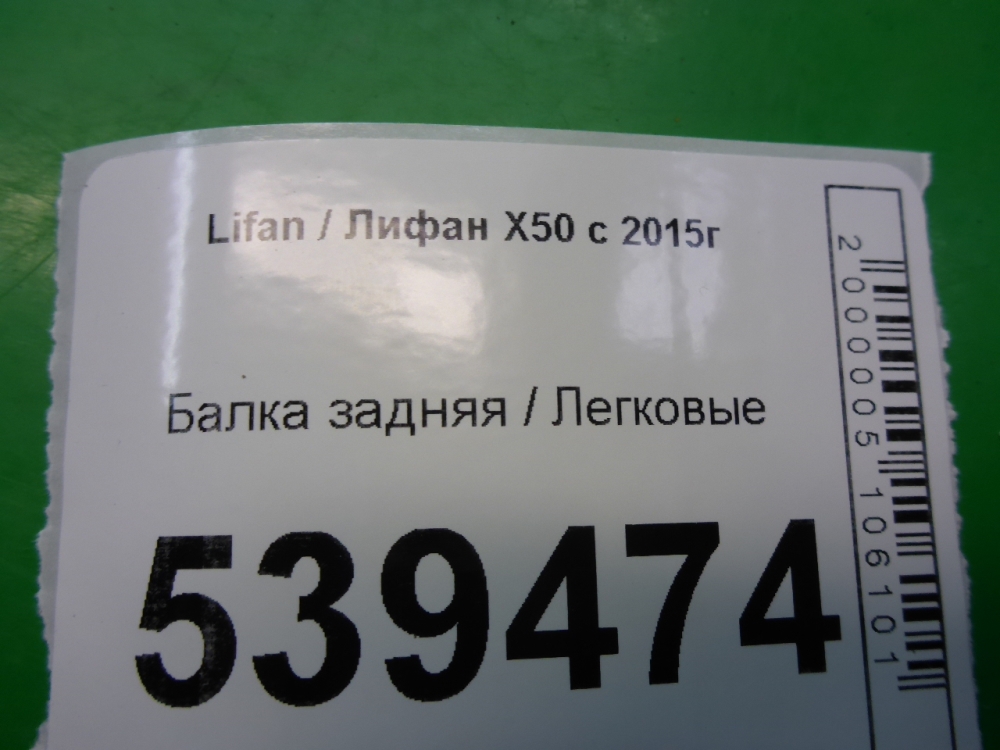 Lifan / Лифан X50 с 2015г
Балка задняя / Легковые
539474
2000005106101